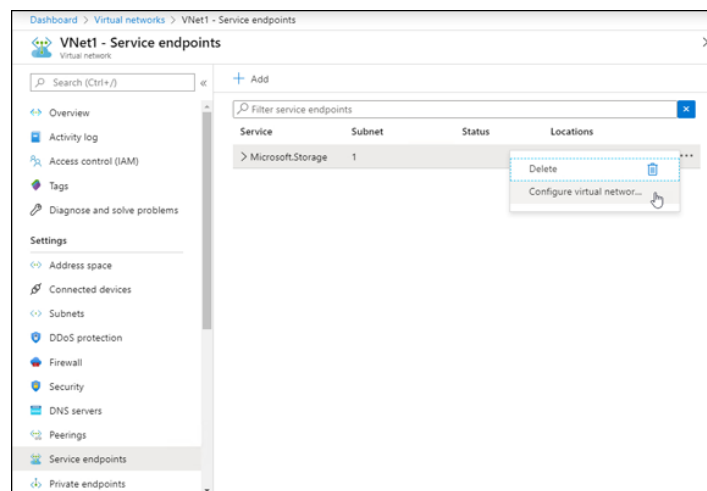 Dashboard > Virtual networks > VNet1 - Service endpoints
VNet1 - Service endpoints
Virtual network
Search (Ctrl+/)
«
+ Add
Overview
Activity log
Access control (IAM)
Tags
Diagnose and solve problems
Settings
Address space
Connected devices
Subnets
DDoS protection
Firewall
Security
DNS servers
Peerings
Service endpoints
Private endpoints
Filter service endpoints
Service Subnet Status Locations
> Microsoft.Storage 1 ...
Delete
Configure virtual networ...